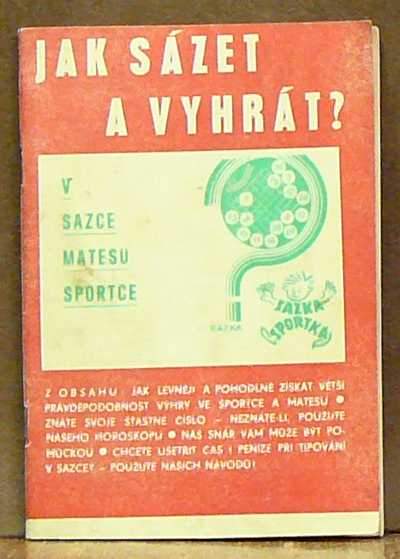 JAK SÁZET
A VYHRÁT?
V
SAZCE
MATESU
SPORTCE
SAZKA
SAZKA
SPORTKA
Z OBSAHU: JAK LEVNĚJI A POHODLNĚ ZÍSKAT VĚTŠÍ
PRAVDĚPODOBNOST VÝHRY VE SPORTCE A MATESU ●
ZNÁTE SVOJE ŠŤASTNÉ ČÍSLO – NEZNÁTE-LI, POUŽIJTE
NAŠEHO HOROSKOPU ● NÁŠ SNÁŘ VÁM MŮŽE BÝT PO-
MŮCKOU ● CHCETE UŠETŘIT ČAS I PENÍZE PŘI TIPOVÁNÍ
V SAZCE? – POUŽIJTE NAŠICH NÁVODŮ!